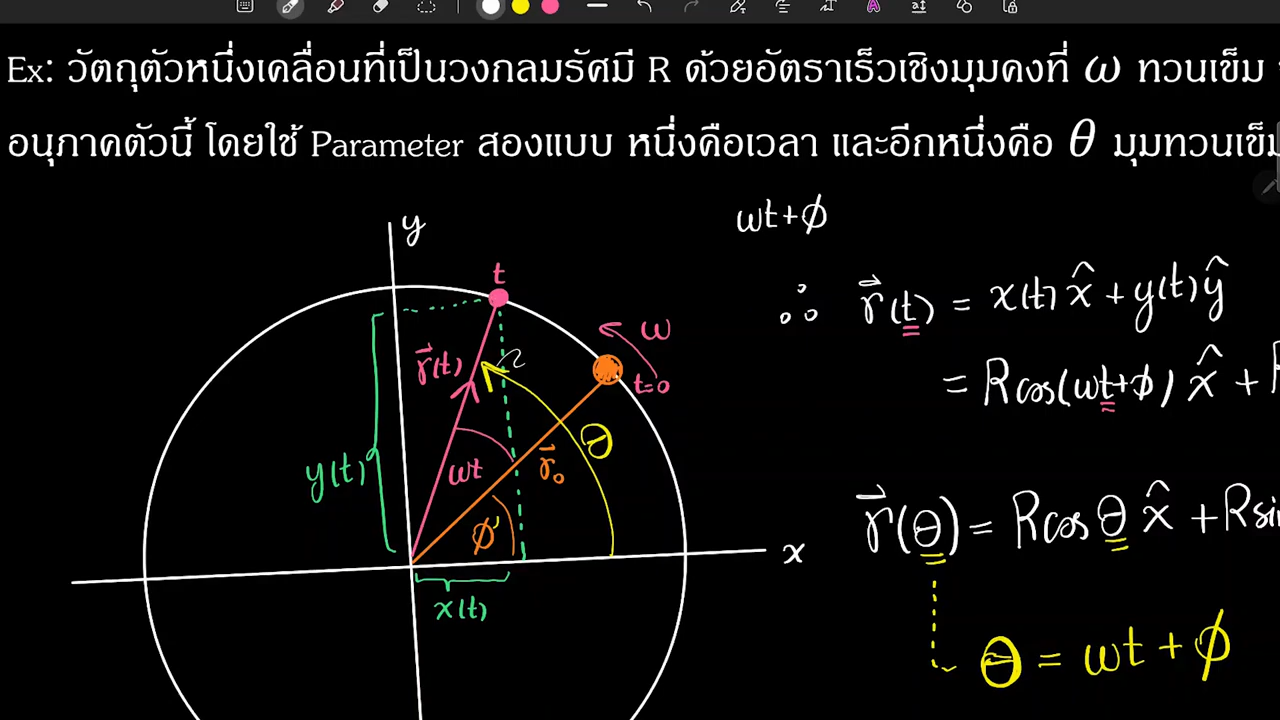 Ex: วัตถุตัวหนึ่งเคลื่อนที่เป็นวงกลมรัศมี R ด้วยอัตราเร็วเชิงมุมคงที่ ω ทวนเข็ม
อนุภาคตัวนี้ โดยใช้ Parameter สองแบบ หนึ่งคือเวลา และอีกหนึ่งคือ θ มุมทวนเข็ม
y
ωt+ϕ
t
∴ r⃗(t) = x(t) x̂ + y(t) ŷ
ω
r⃗(t)
t=0
= Rcos(ωt+ϕ) x̂ + R
θ
y(t)
ωt
r⃗₀
ϕ
r⃗(θ) = Rcos θ x̂ + Rsin
x
x(t)
θ = ωt + ϕ